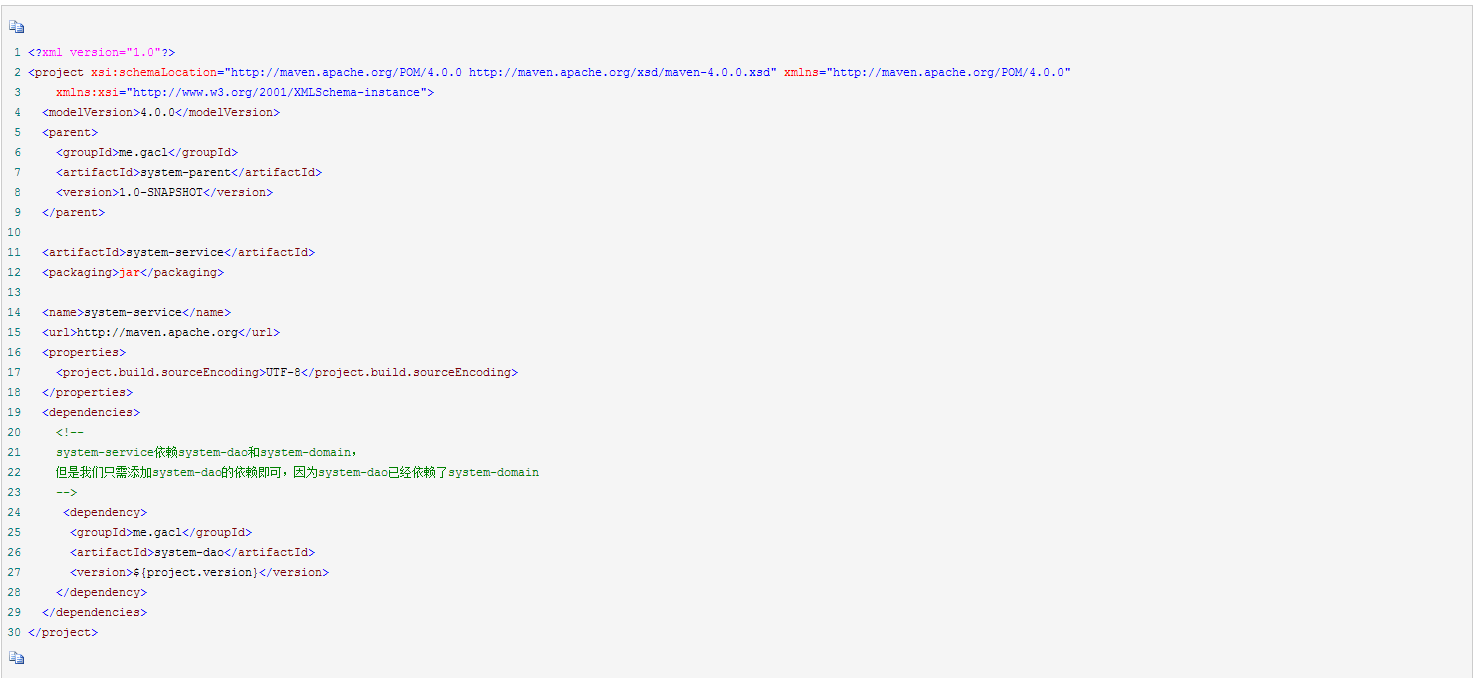 1 <?xml version="1.0"?>
2 <project xsi:schemaLocation="http://maven.apache.org/POM/4.0.0 http://maven.apache.org/xsd/maven-4.0.0.xsd" xmlns="http://maven.apache.org/POM/4.0.0"
3     xmlns:xsi="http://www.w3.org/2001/XMLSchema-instance">
4   <modelVersion>4.0.0</modelVersion>
5   <parent>
6     <groupId>me.gacl</groupId>
7     <artifactId>system-parent</artifactId>
8     <version>1.0-SNAPSHOT</version>
9   </parent>
10
11   <artifactId>system-service</artifactId>
12   <packaging>jar</packaging>
13
14   <name>system-service</name>
15   <url>http://maven.apache.org</url>
16   <properties>
17     <project.build.sourceEncoding>UTF-8</project.build.sourceEncoding>
18   </properties>
19   <dependencies>
20     <!--
21     system-service依赖system-dao和system-domain，
22     但是我们只需添加system-dao的依赖即可，因为system-dao已经依赖了system-domain
23     -->
24      <dependency>
25       <groupId>me.gacl</groupId>
26       <artifactId>system-dao</artifactId>
27       <version>${project.version}</version>
28     </dependency>
29   </dependencies>
30 </project>